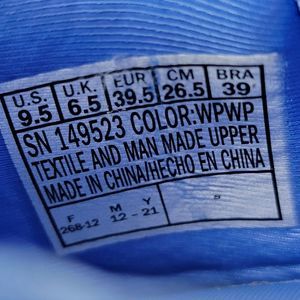 U.S. U.K. EUR CM BRA
9.5 6.5 39.5 26.5 39
SN 149523 COLOR:WPWP
TEXTILE AND MAN MADE UPPER
MADE IN CHINA/HECHO EN CHINA
F M Y
268-12 12 - 21